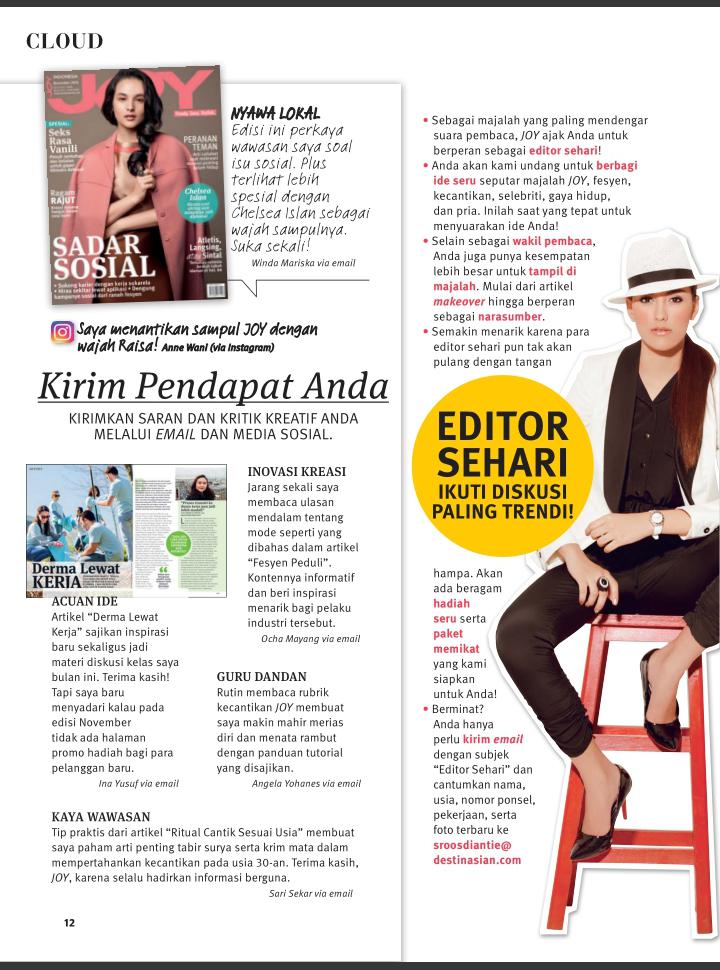 CLOUD
JOY
INDONESIA
SPESIAL:
Seks
Rasa
Vanili
Ragam
RAJUT
PERANAN
TEMAN
Chelsea
Islan
SADAR
SOSIAL
Atletis,
Langsing,
atau Sintal
• Sukong karier dengan kerja sukarela
• Hirau sekitar lewat aplikasi • Dengung
kampanye sosial dari ranah fesyen
NYAWA LOKAL
Edisi ini perkaya
wawasan saya soal
isu sosial. Plus
terlihat lebih
spesial dengan
Chelsea Islan sebagai
wajah sampulnya.
Suka sekali!
Winda Mariska via email
Saya menantikan sampul JOY dengan
wajah Raisa! Anne Wani (via Instagram)
Kirim Pendapat Anda
KIRIMKAN SARAN DAN KRITIK KREATIF ANDA
MELALUI EMAIL DAN MEDIA SOSIAL.
Derma Lewat
KERJA
ACUAN IDE
Artikel “Derma Lewat
Kerja” sajikan inspirasi
baru sekaligus jadi
materi diskusi kelas saya
bulan ini. Terima kasih!
Tapi saya baru
menyadari kalau pada
edisi November
tidak ada halaman
promo hadiah bagi para
pelanggan baru.
Ina Yusuf via email
INOVASI KREASI
Jarang sekali saya
membaca ulasan
mendalam tentang
mode seperti yang
dibahas dalam artikel
“Fesyen Peduli”.
Kontennya informatif
dan beri inspirasi
menarik bagi pelaku
industri tersebut.
Ocha Mayang via email
GURU DANDAN
Rutin membaca rubrik
kecantikan JOY membuat
saya makin mahir merias
diri dan menata rambut
dengan panduan tutorial
yang disajikan.
Angela Yohanes via email
KAYA WAWASAN
Tip praktis dari artikel “Ritual Cantik Sesuai Usia” membuat
saya paham arti penting tabir surya serta krim mata dalam
mempertahankan kecantikan pada usia 30-an. Terima kasih,
JOY, karena selalu hadirkan informasi berguna.
Sari Sekar via email
12
• Sebagai majalah yang paling mendengar
suara pembaca, JOY ajak Anda untuk
berperan sebagai editor sehari!
• Anda akan kami undang untuk berbagi
ide seru seputar majalah JOY, fesyen,
kecantikan, selebriti, gaya hidup,
dan pria. Inilah saat yang tepat untuk
menyuarakan ide Anda!
• Selain sebagai wakil pembaca,
Anda juga punya kesempatan
lebih besar untuk tampil di
majalah. Mulai dari artikel
makeover hingga berperan
sebagai narasumber.
• Semakin menarik karena para
editor sehari pun tak akan
pulang dengan tangan
EDITOR
SEHARI
IKUTI DISKUSI
PALING TRENDI!
hampa. Akan
ada beragam
hadiah
seru serta
paket
memikat
yang kami
siapkan
untuk Anda!
• Berminat?
Anda hanya
perlu kirim email
dengan subjek
“Editor Sehari” dan
cantumkan nama,
usia, nomor ponsel,
pekerjaan, serta
foto terbaru ke
sroosdiantie@
destinasian.com